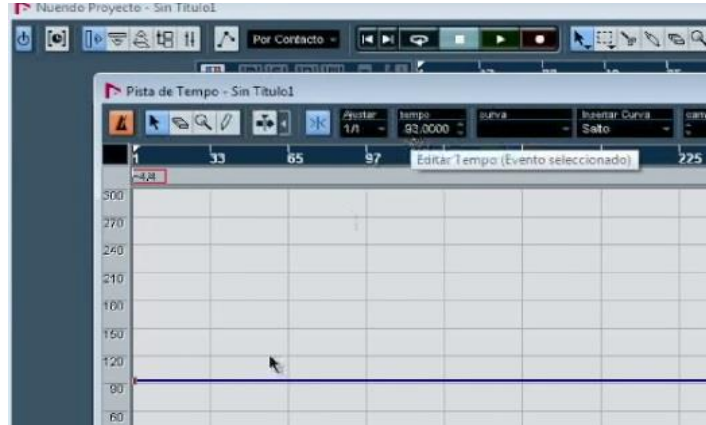 Nuendo Proyecto - Sin Título1
Por Contacto
Pista de Tempo - Sin Título1
Ajustar tempo curva Insertar Curva
1/1 93.0000 Salto
1 33 65 97 225
Editar Tempo (Evento seleccionado)
4/4
300
270
240
210
180
150
120
90
60